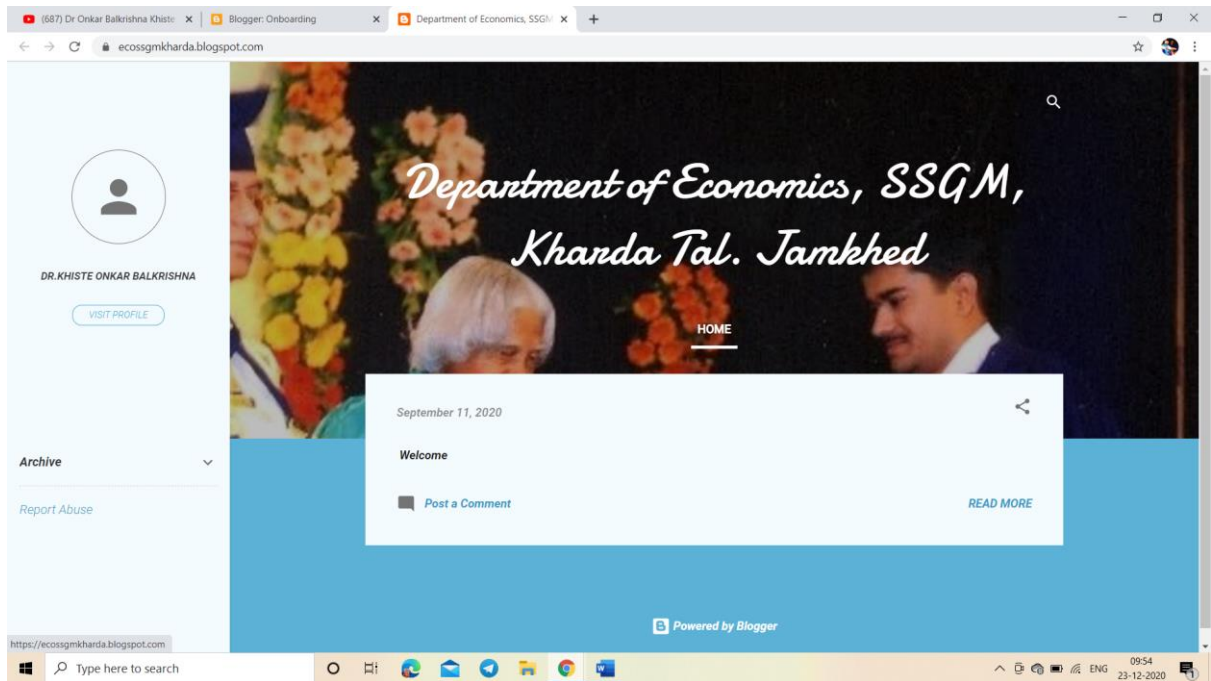 (687) Dr Onkar Balkrishna Khiste
Blogger: Onboarding
Department of Economics, SSGM
ecossgmkharda.blogspot.com
Department of Economics, SSGM,
Kharda Tal. Jamkhed
HOME
DR.KHISTE ONKAR BALKRISHNA
VISIT PROFILE
Archive
Report Abuse
September 11, 2020
Welcome
Post a Comment
READ MORE
Powered by Blogger
https://ecossgmkharda.blogspot.com
Type here to search
ENG
09:54
23-12-2020